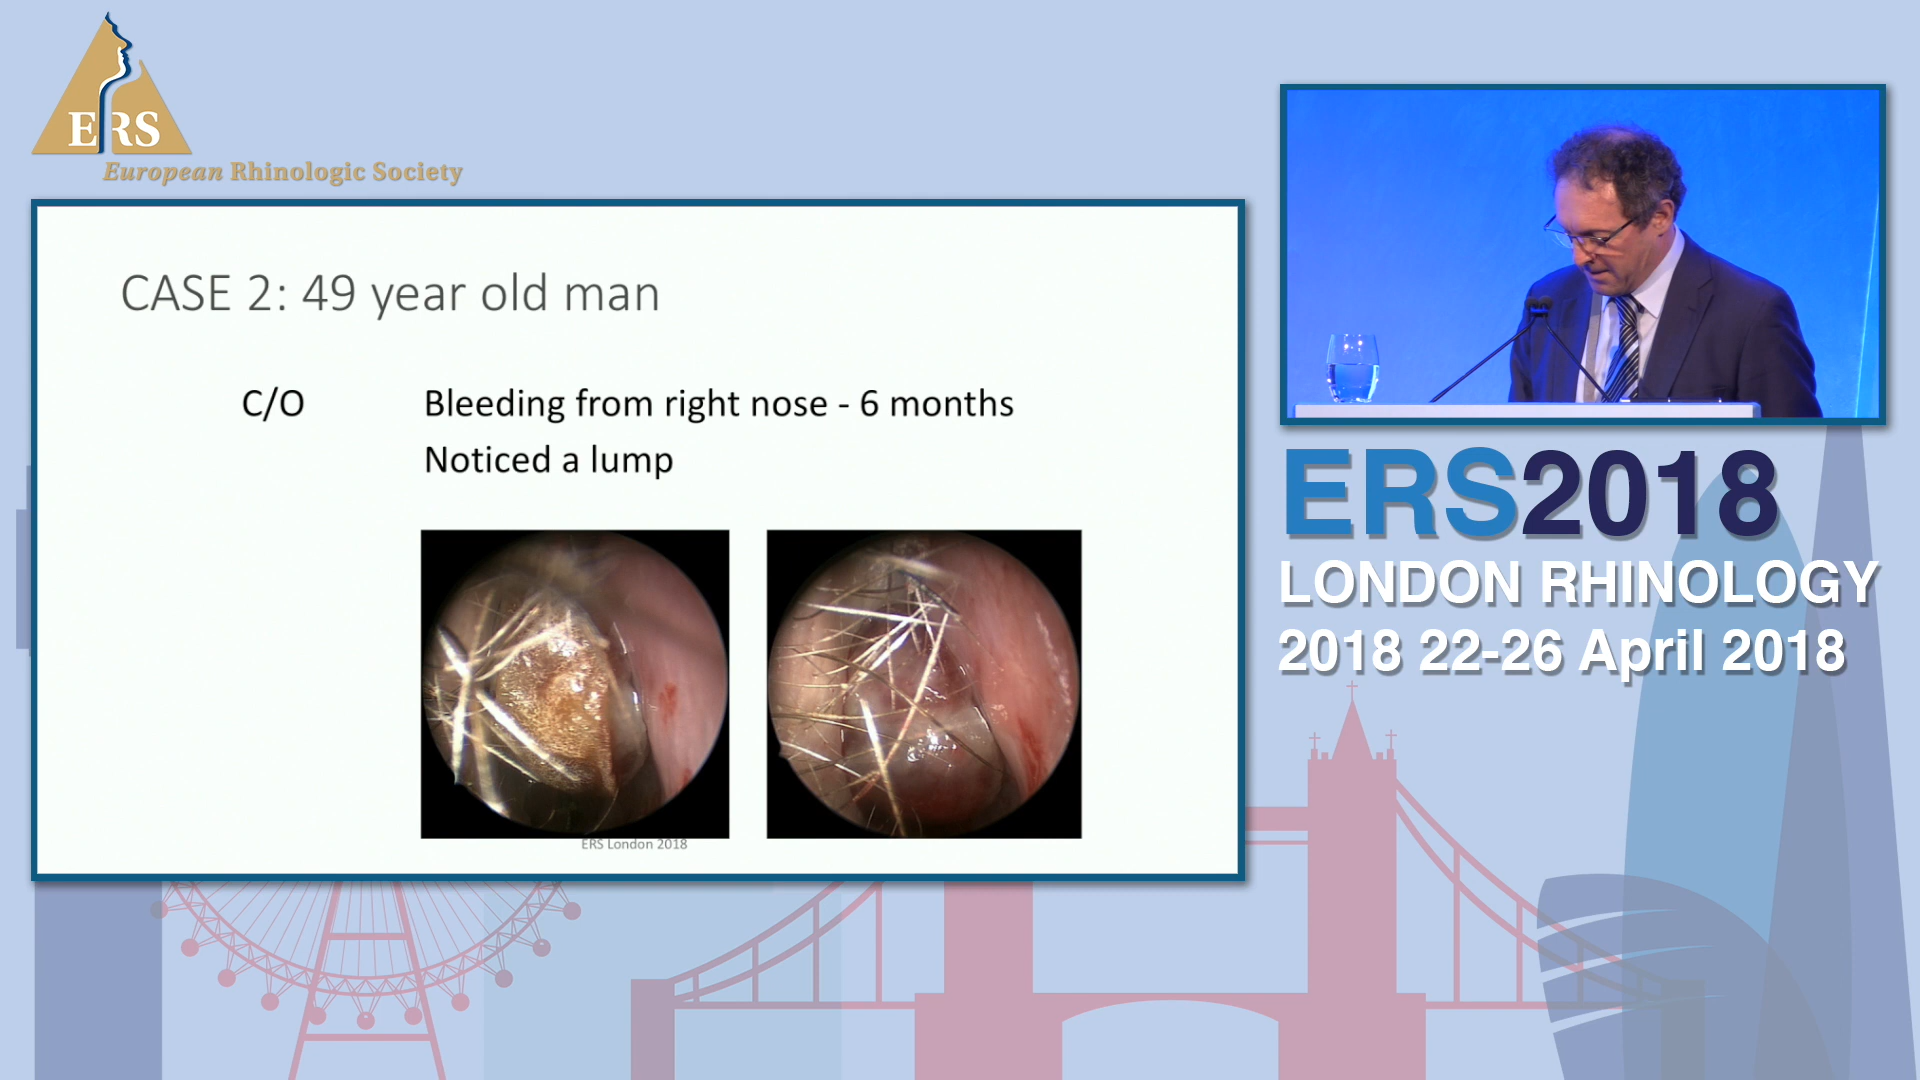 ERS
European Rhinologic Society
CASE 2: 49 year old man
C/O Bleeding from right nose - 6 months
Noticed a lump
ERS London 2018
ERS2018
LONDON RHINOLOGY
2018 22-26 April 2018